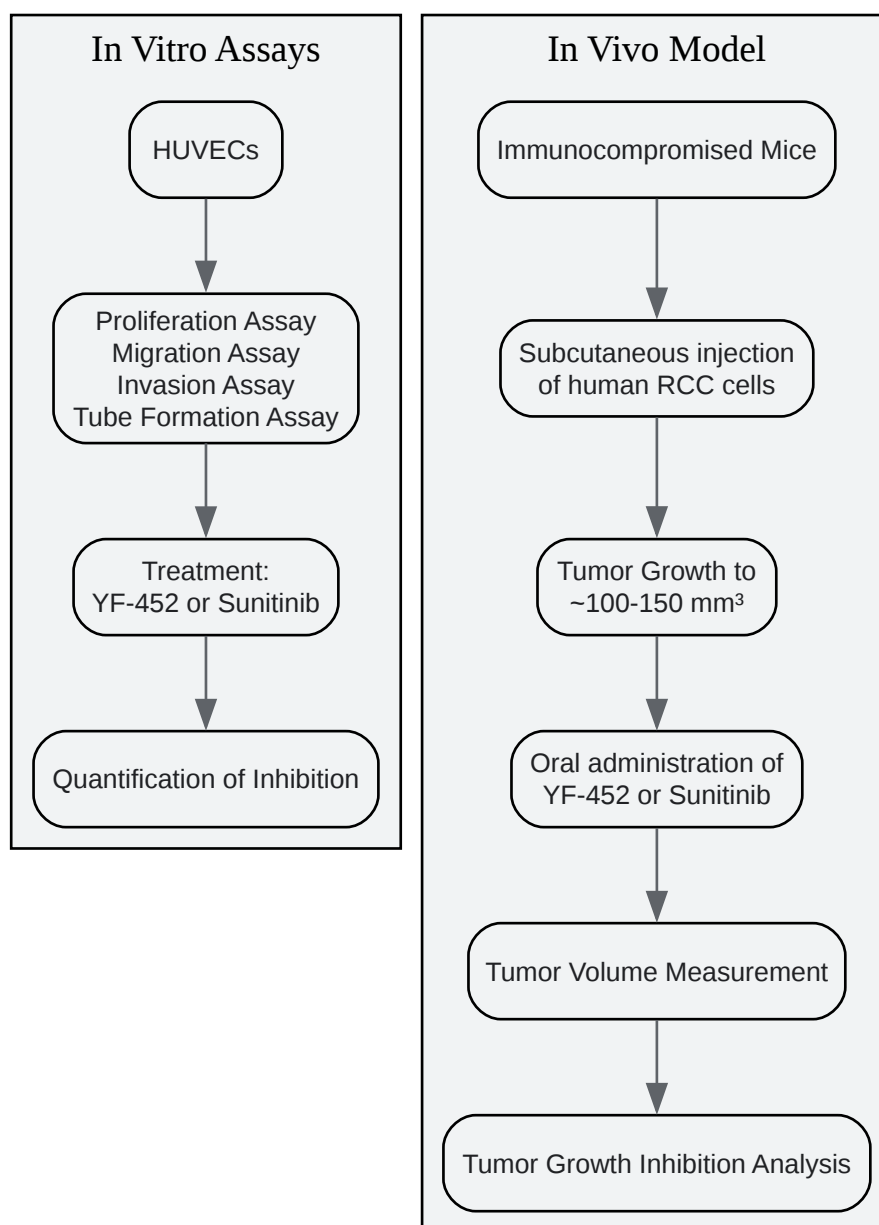 In Vitro Assays
HUVECs
Proliferation Assay
Migration Assay
Invasion Assay
Tube Formation Assay
Treatment:
YF-452 or Sunitinib
Quantification of Inhibition
In Vivo Model
Immunocompromised Mice
Subcutaneous injection
of human RCC cells
Tumor Growth to
~100-150 mm³
Oral administration of
YF-452 or Sunitinib
Tumor Volume Measurement
Tumor Growth Inhibition Analysis